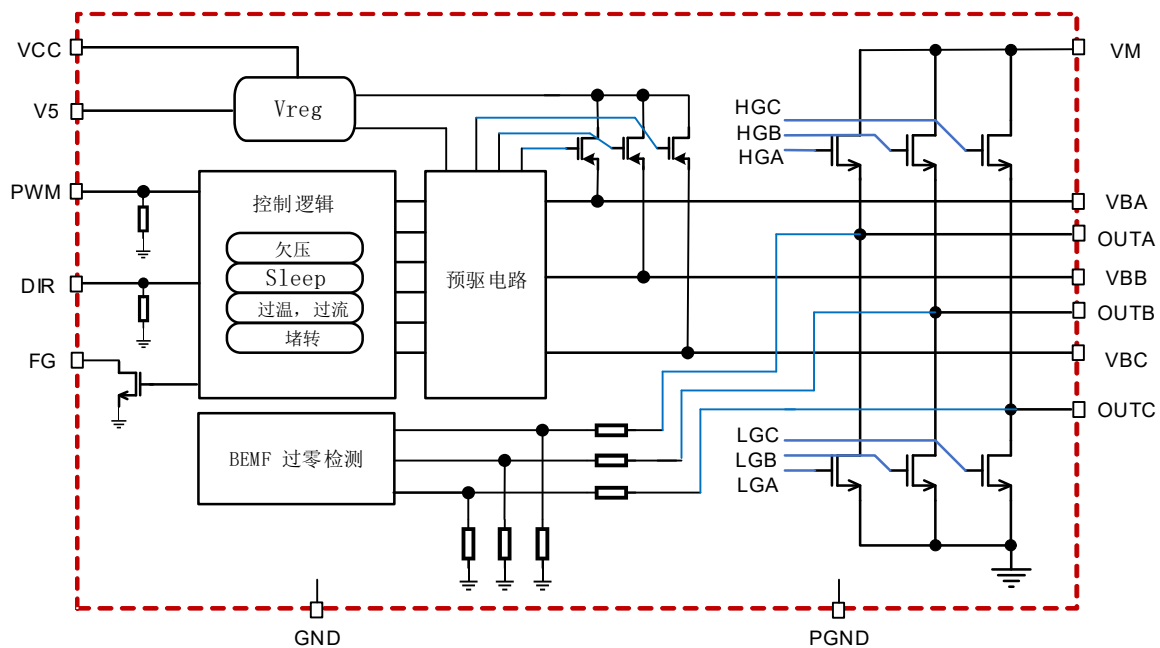 VCC
V5
PWM
DIR
FG
Vreg
控制逻辑
欠压
Sleep
过温，过流
堵转
预驱电路
BEMF 过零检测
HGC
HGB
HGA
LGC
LGB
LGA
VM
VBA
OUTA
VBB
OUTB
VBC
OUTC
GND
PGND